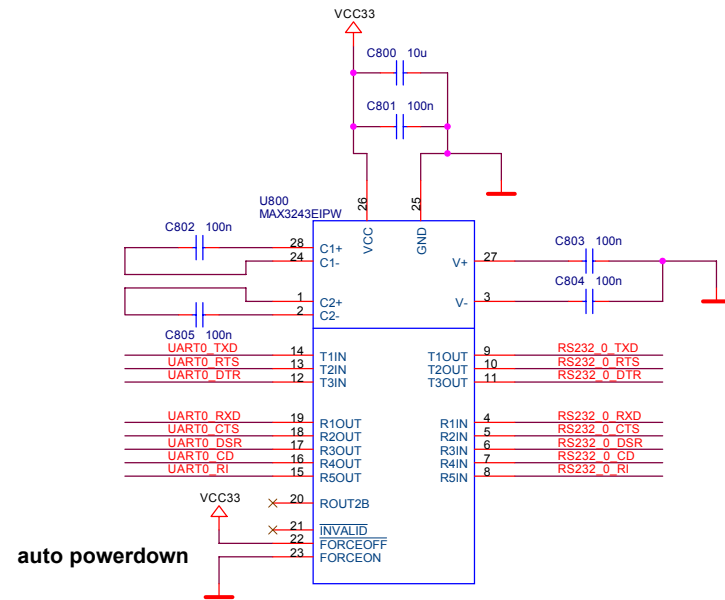 VCC33
C800 10u
C801 100n
26
25
U800
MAX3243EIPW
VCC
GND
C802 100n
28
C1+
24
C1-
V+
27
C803 100n
C804 100n
1
C2+
V-
3
2
C2-
C805 100n
UART0_TXD 14 T1IN T1OUT 9 RS232_0_TXD
UART0_RTS 13 T2IN T2OUT 10 RS232_0_RTS
UART0_DTR 12 T3IN T3OUT 11 RS232_0_DTR
UART0_RXD 19 R1OUT R1IN 4 RS232_0_RXD
UART0_CTS 18 R2OUT R2IN 5 RS232_0_CTS
UART0_DSR 17 R3OUT R3IN 6 RS232_0_DSR
UART0_CD 16 R4OUT R4IN 7 RS232_0_CD
UART0_RI 15 R5OUT R5IN 8 RS232_0_RI
VCC33
20 ROUT2B
21 INVALID
22 FORCEOFF
23 FORCEON
auto powerdown